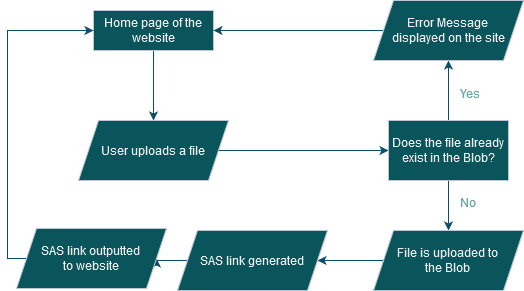 Home page of the
website
Error Message
displayed on the site
Yes
User uploads a file
Does the file already
exist in the Blob?
No
SAS link outputted
to website
SAS link generated
File is uploaded to
the Blob